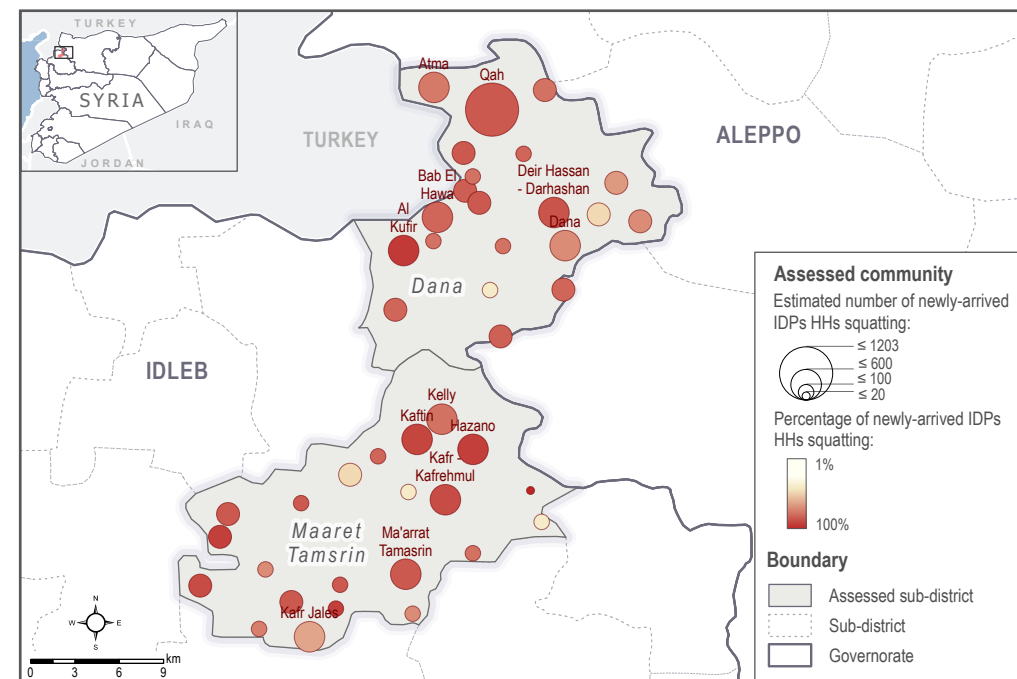 TURKEY
SYRIA
IRAQ
JORDAN
TURKEY
ALEPPO
IDLEB
Atma
Qah
Bab El
Hawa
Deir Hassan
- Darhashan
Al
Kufir
Dana
Dana
Kelly
Kaftin
Hazano
Kafr -
Kafrehmul
Maaret
Tamsrin
Ma'arrat
Tamasrin
Kafr Jales
N
W
E
S
km
0 3 6 9
Assessed community
Estimated number of newly-arrived
IDPs HHs squatting:
≤ 1203
≤ 600
≤ 100
≤ 20
Percentage of newly-arrived IDPs
HHs squatting:
1%
100%
Boundary
Assessed sub-district
Sub-district
Governorate